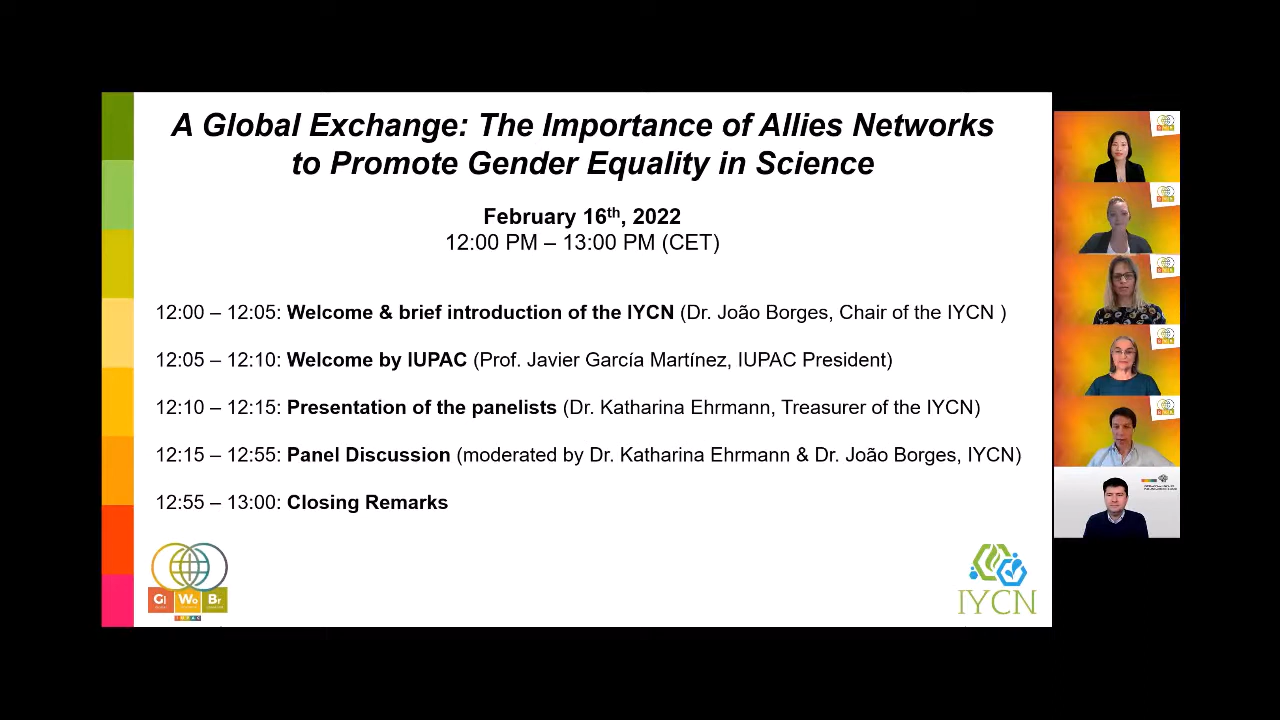 A Global Exchange: The Importance of Allies Networks
to Promote Gender Equality in Science
February 16th, 2022
12:00 PM – 13:00 PM (CET)
12:00 – 12:05: Welcome & brief introduction of the IYCN (Dr. João Borges, Chair of the IYCN )
12:05 – 12:10: Welcome by IUPAC (Prof. Javier García Martínez, IUPAC President)
12:10 – 12:15: Presentation of the panelists (Dr. Katharina Ehrmann, Treasurer of the IYCN)
12:15 – 12:55: Panel Discussion (moderated by Dr. Katharina Ehrmann & Dr. João Borges, IYCN)
12:55 – 13:00: Closing Remarks
Gl Wo Br
IUPAC
IYCN